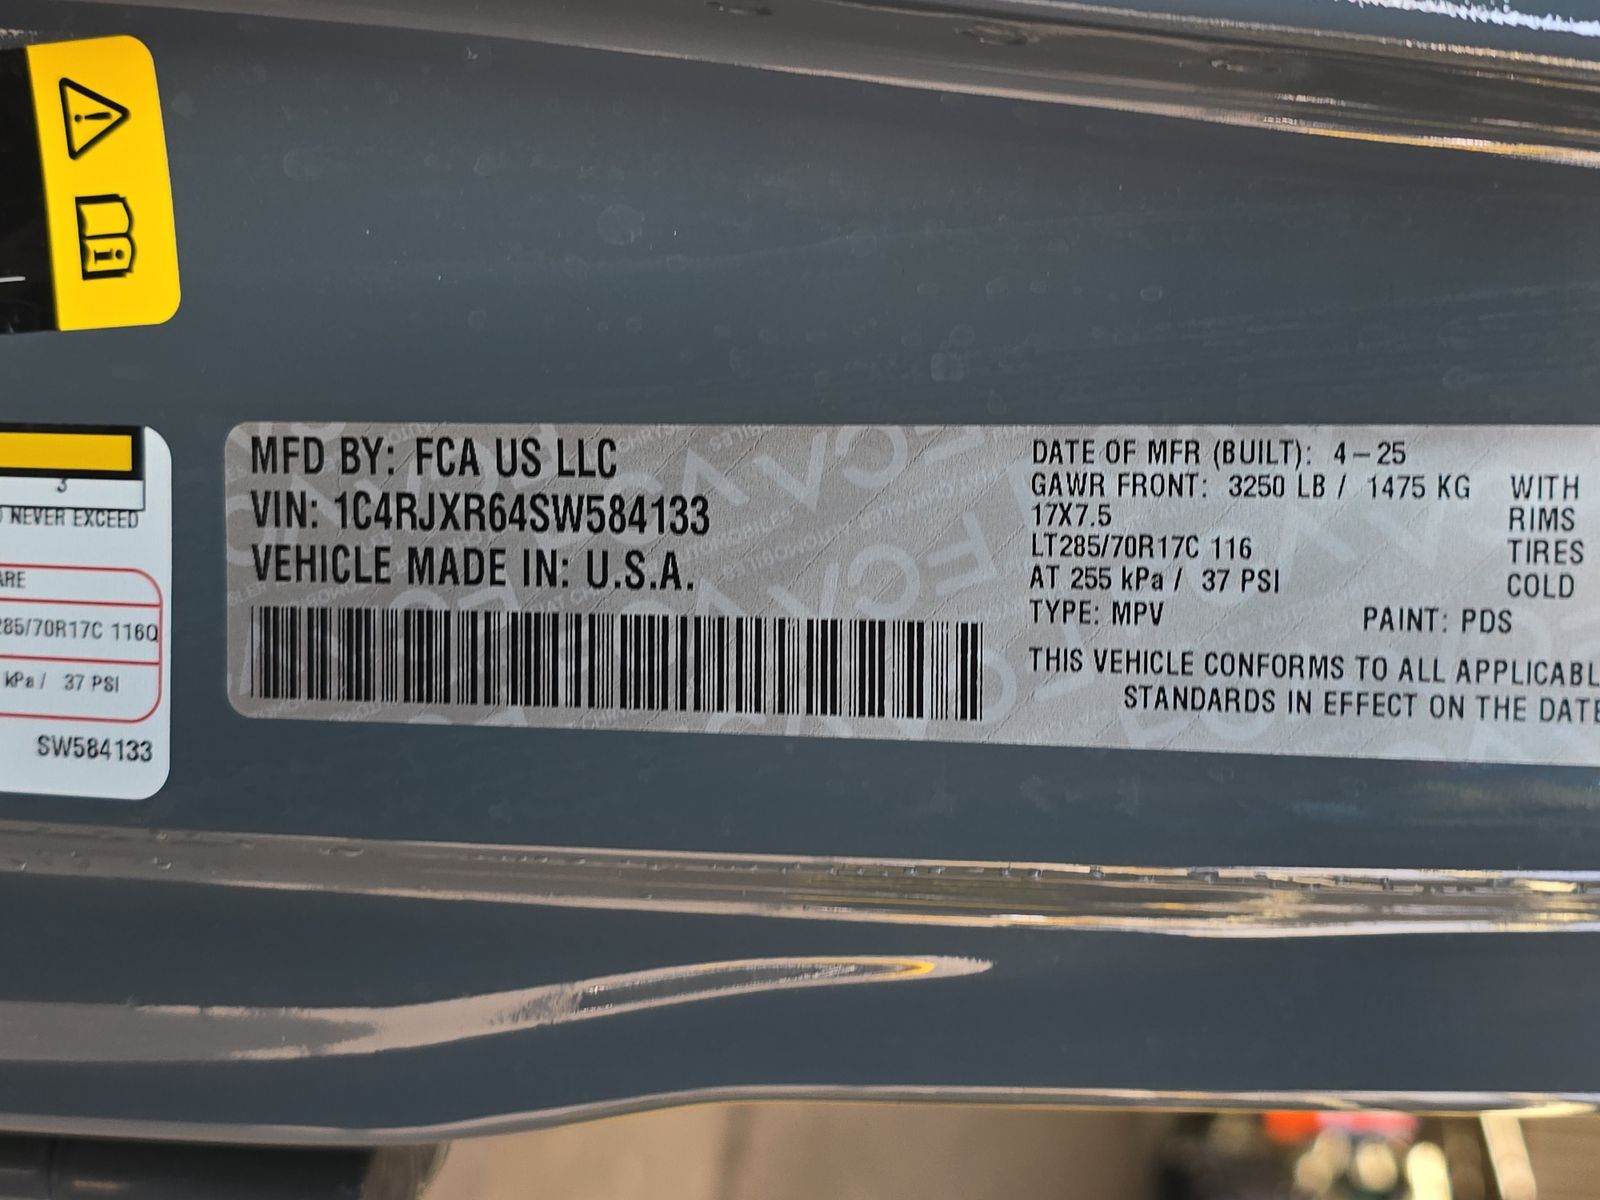 3
NEVER EXCEED
ARE
285/70R17C 116Q
kPa / 37 PSI
SW584133
MFD BY: FCA US LLC
VIN: 1C4RJXR64SW584133
VEHICLE MADE IN: U.S.A.
DATE OF MFR (BUILT): 4-25
GAWR FRONT: 3250 LB / 1475 KG WITH
17X7.5 RIMS
LT285/70R17C 116 TIRES
AT 255 kPa / 37 PSI COLD
TYPE: MPV PAINT: PDS
THIS VEHICLE CONFORMS TO ALL APPLICABL
STANDARDS IN EFFECT ON THE DATE